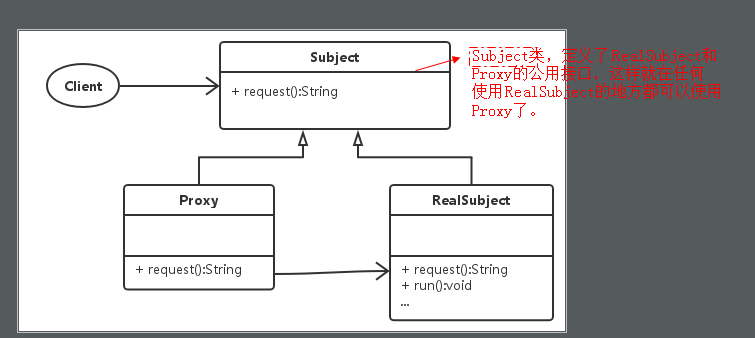 Subject
Client
+ request():String
Subject类，定义了RealSubject和
Proxy的公用接口，这样就在任何
使用RealSubject的地方都可以使用
Proxy了。
Proxy
+ request():String
RealSubject
+ request():String
+ run():void
...